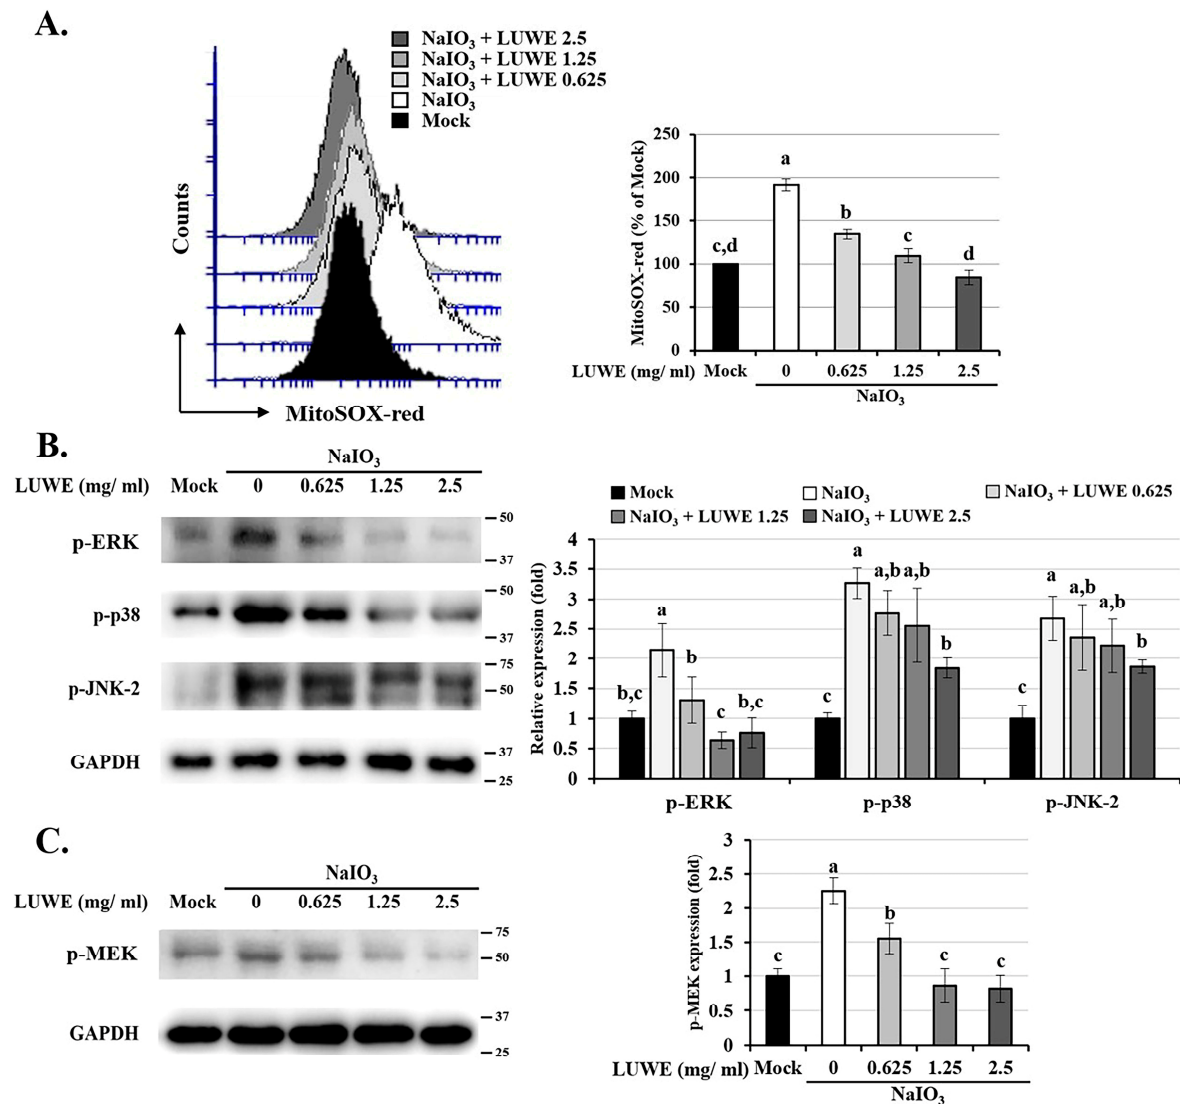 A.
NaIO₃ + LUWE 2.5
NaIO₃ + LUWE 1.25
NaIO₃ + LUWE 0.625
NaIO₃
Mock
Counts
MitoSOX-red
MitoSOX-red (% of Mock)
250
200
150
100
50
0
c,d
a
b
c
d
LUWE (mg/ ml) Mock 0 0.625 1.25 2.5
NaIO₃
B.
NaIO₃
LUWE (mg/ ml) Mock 0 0.625 1.25 2.5
p-ERK
50
37
p-p38
50
37
p-JNK-2
75
50
GAPDH
37
25
Mock NaIO₃ NaIO₃ + LUWE 0.625
NaIO₃ + LUWE 1.25 NaIO₃ + LUWE 2.5
Relative expression (fold)
4
3.5
3
2.5
2
1.5
1
0.5
0
b,c a b c b,c
c a a,b a,b b
c a a,b a,b b
p-ERK p-p38 p-JNK-2
C.
NaIO₃
LUWE (mg/ ml) Mock 0 0.625 1.25 2.5
p-MEK
75
50
GAPDH
37
25
p-MEK expression (fold)
3
2.5
2
1.5
1
0.5
0
c a b c c
LUWE (mg/ ml) Mock 0 0.625 1.25 2.5
NaIO₃